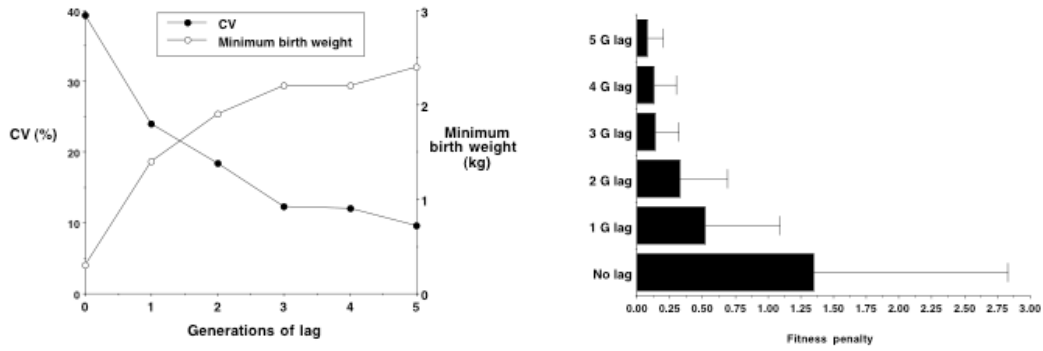 40
30
20
10
0
CV (%)
CV
Minimum birth weight
3
2
1
0
Minimum
birth weight
(kg)
0 1 2 3 4 5
Generations of lag
5 G lag
4 G lag
3 G lag
2 G lag
1 G lag
No lag
0.00 0.25 0.50 0.75 1.00 1.25 1.50 1.75 2.00 2.25 2.50 2.75 3.00
Fitness penalty